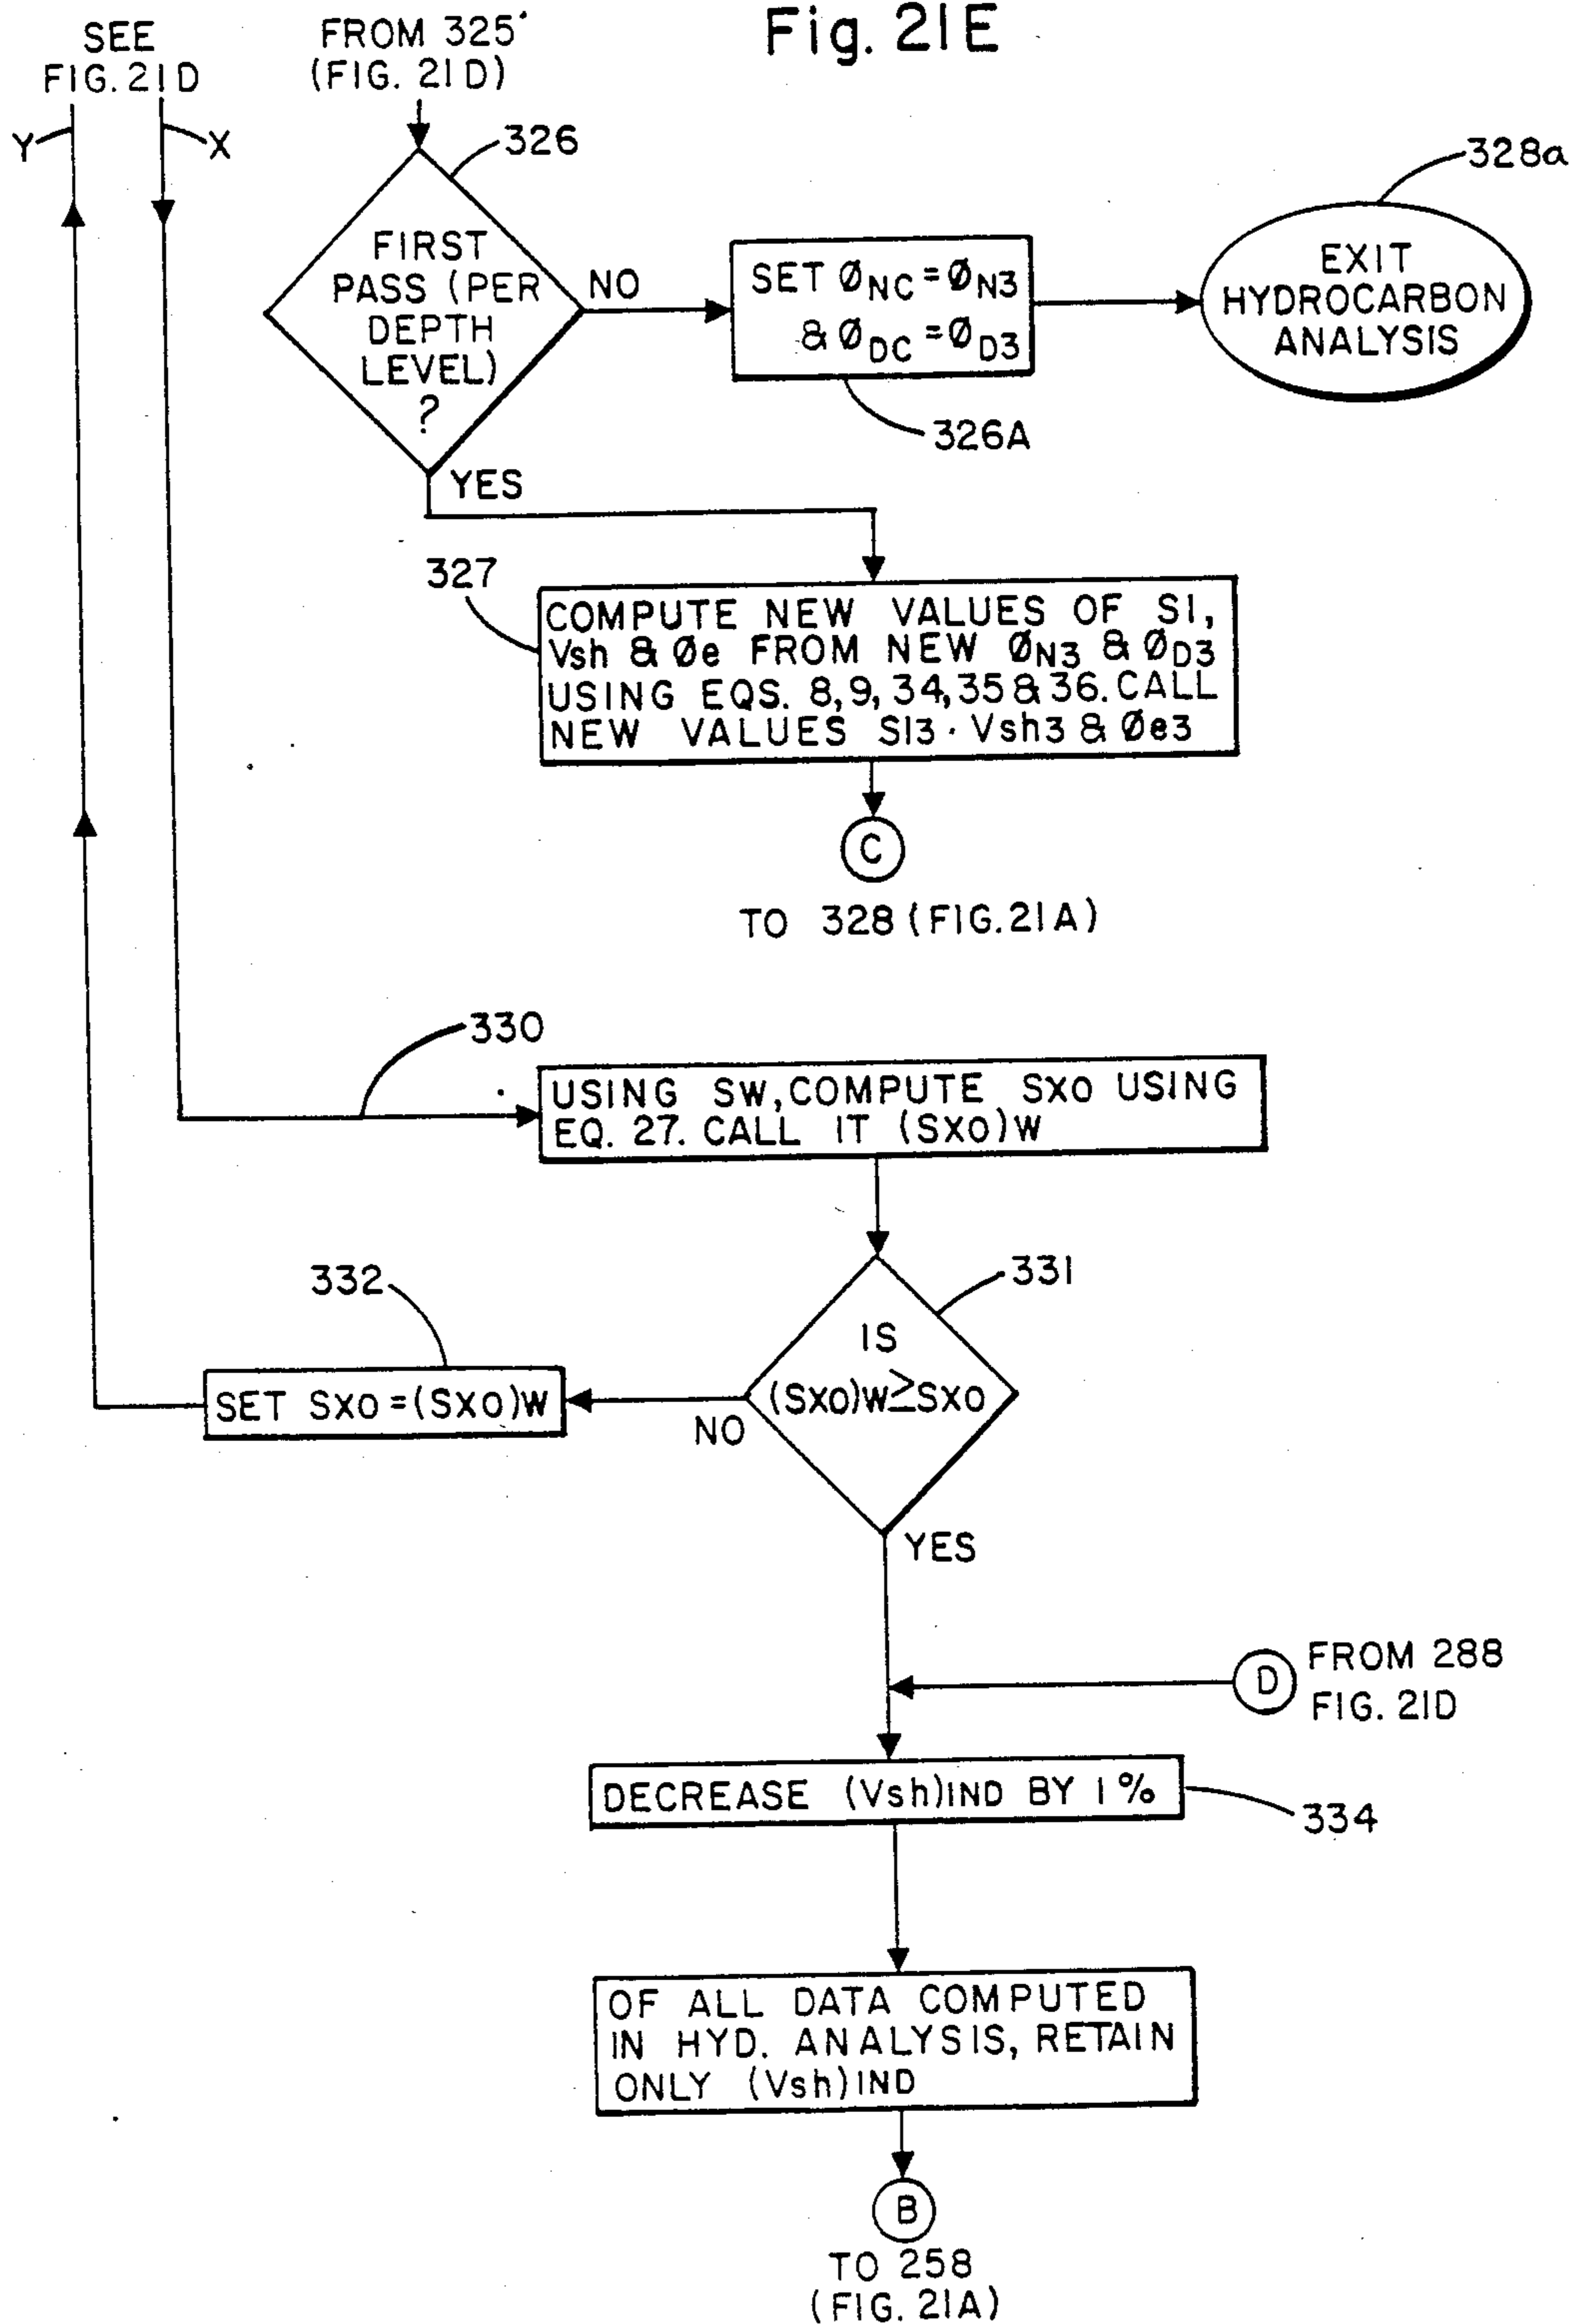 Fig. 21E
SEE
FIG. 21D
Y
X
FROM 325
(FIG. 21D)
326
FIRST
PASS (PER
DEPTH
LEVEL)
?
NO
SET ØNC=ØN3
& ØDC=ØD3
326A
328a
EXIT
HYDROCARBON
ANALYSIS
YES
327
COMPUTE NEW VALUES OF SI,
Vsh & Øe FROM NEW ØN3 & ØD3
USING EQS. 8,9,34,35 & 36. CALL
NEW VALUES SI3 · Vsh3 & Øe3
C
TO 328 (FIG. 21A)
330
USING SW, COMPUTE SXO USING
EQ. 27. CALL IT (SXO)W
331
IS
(SXO)W≥SXO
NO
332
SET SXO=(SXO)W
YES
D
FROM 288
FIG. 21D
DECREASE (Vsh)IND BY 1%
334
OF ALL DATA COMPUTED
IN HYD. ANALYSIS, RETAIN
ONLY (Vsh)IND
B
TO 258
(FIG. 21A)